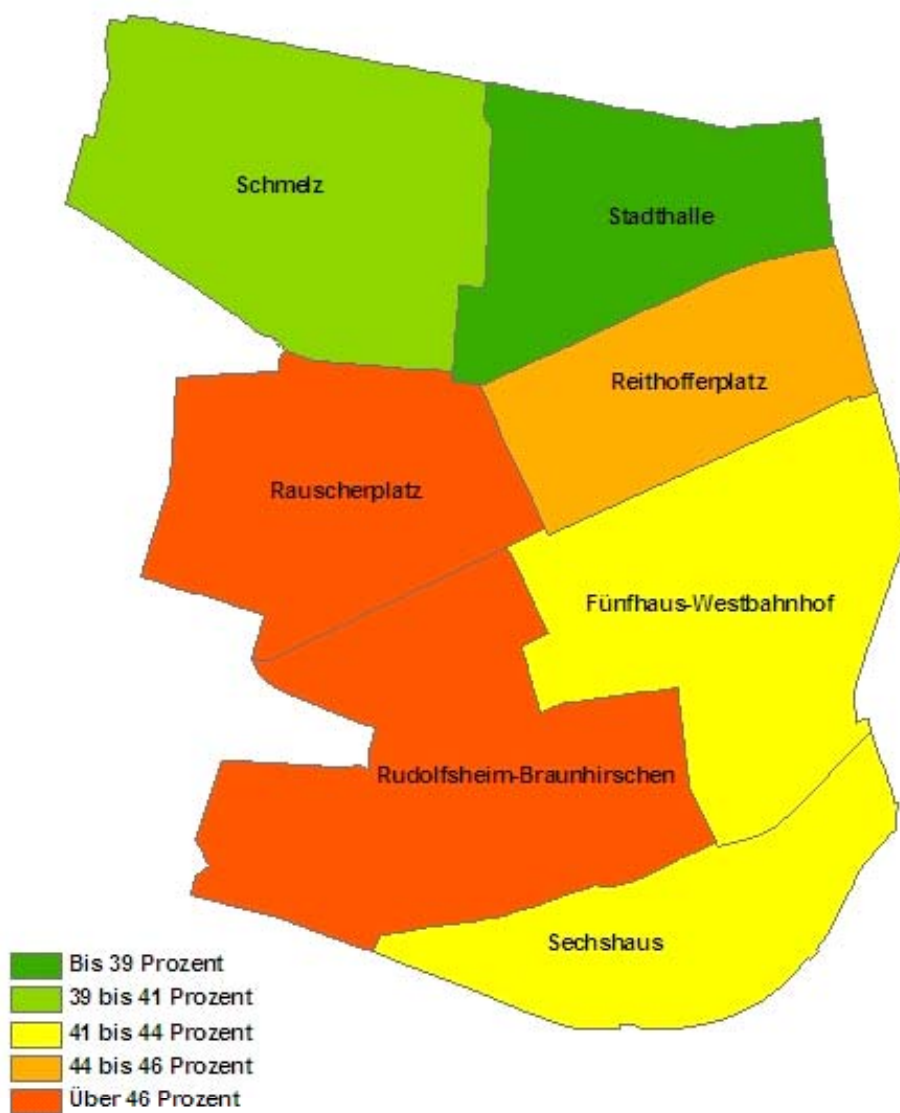 Schmelz
Stadthalle
Reithofferplatz
Rauscherplatz
Fünfhaus-Westbahnhof
Rudolfsheim-Braunhirschen
Sechshaus
Bis 39 Prozent
39 bis 41 Prozent
41 bis 44 Prozent
44 bis 46 Prozent
Über 46 Prozent